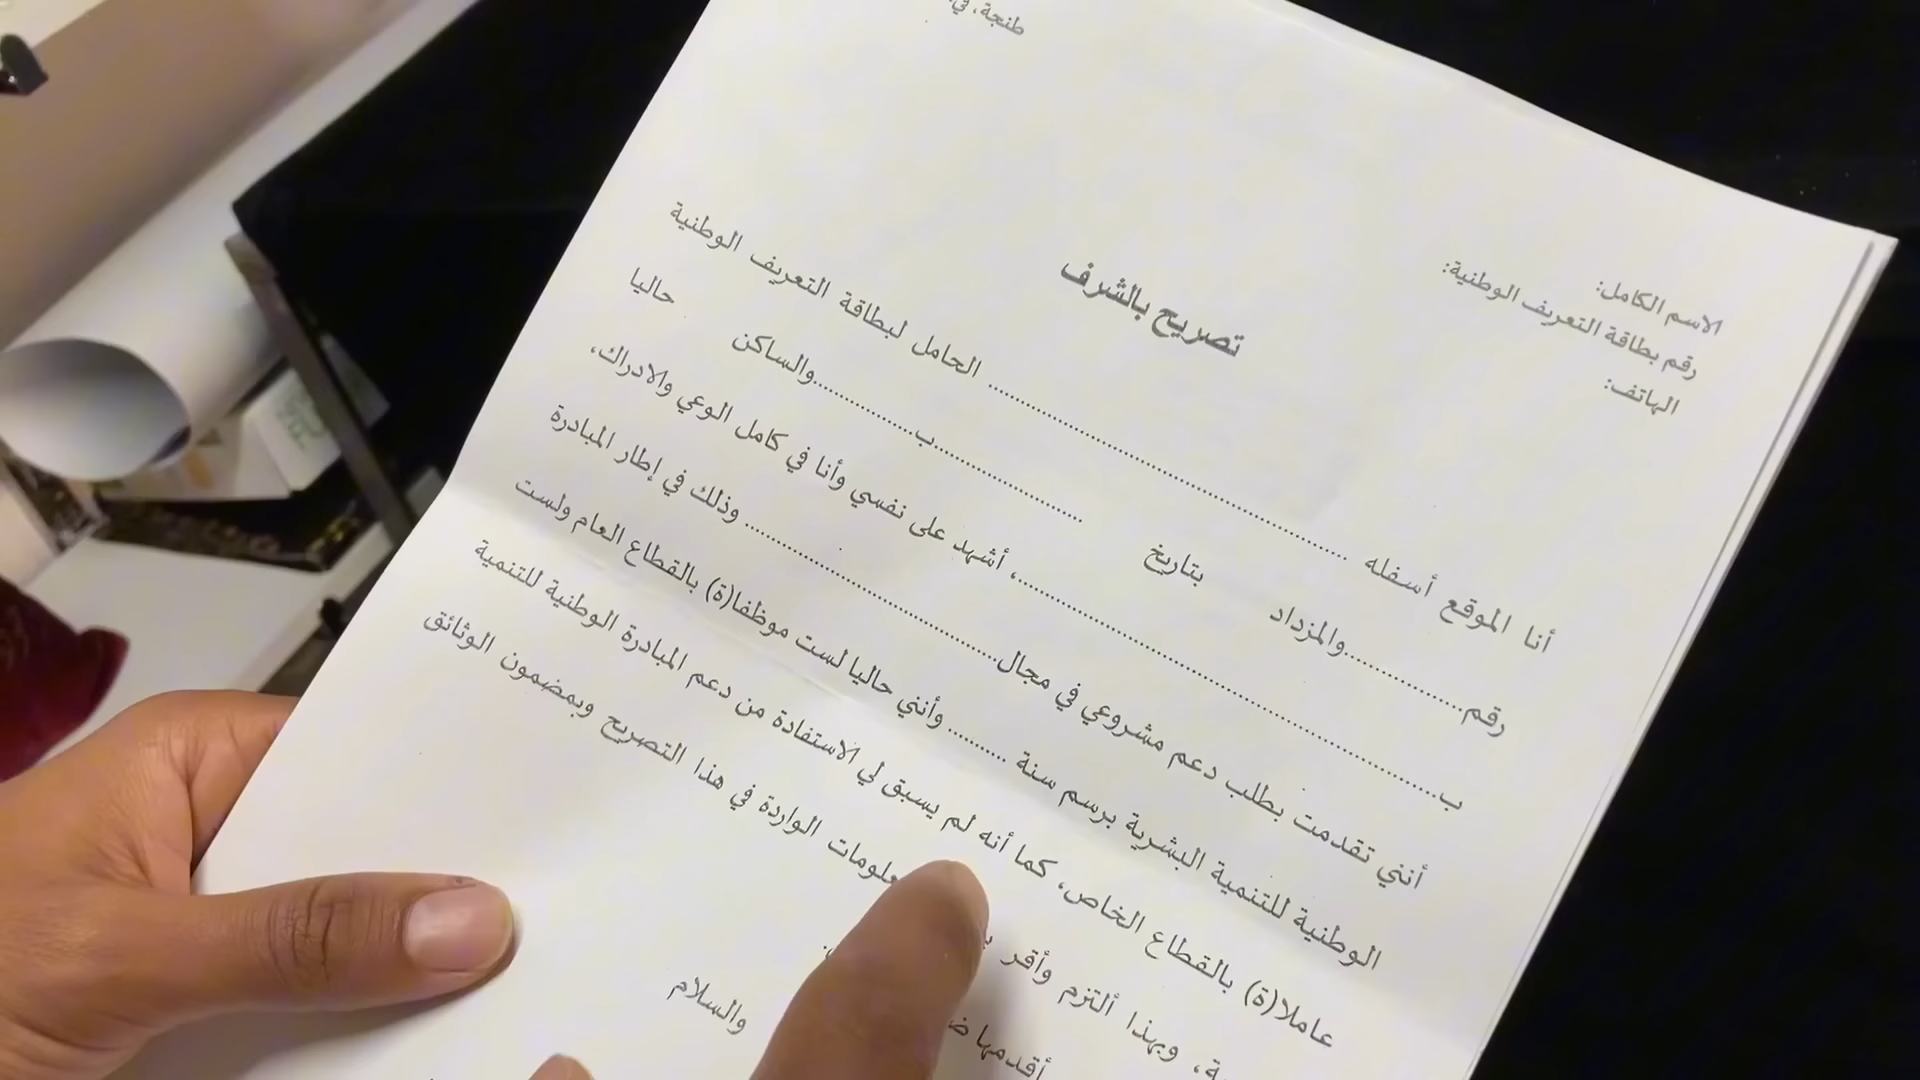 طنجة، في
الاسم الكامل:
رقم بطاقة التعريف الوطنية:
الهاتف:
تصريح بالشرف
أنا الموقع أسفله ........................................ الحامل لبطاقة التعريف الوطنية
رقم...............والمزداد بتاريخ ....................ب.............والساكن حاليا
ب.............................................................، أشهد على نفسي وأنا في كامل الوعي والادراك،
أنني تقدمت بطلب دعم مشروعي في مجال................................... وذلك في إطار المبادرة
الوطنية للتنمية البشرية برسم سنة .......... وأنني حاليا لست موظفا(ة) بالقطاع العام ولست
عاملا(ة) بالقطاع الخاص، كما أنه لم يسبق لي الاستفادة من دعم المبادرة الوطنية للتنمية
وبهذا ألتزم وأقر الواردة في هذا التصريح وبمضمون الوثائق
أقدمها
والسلام